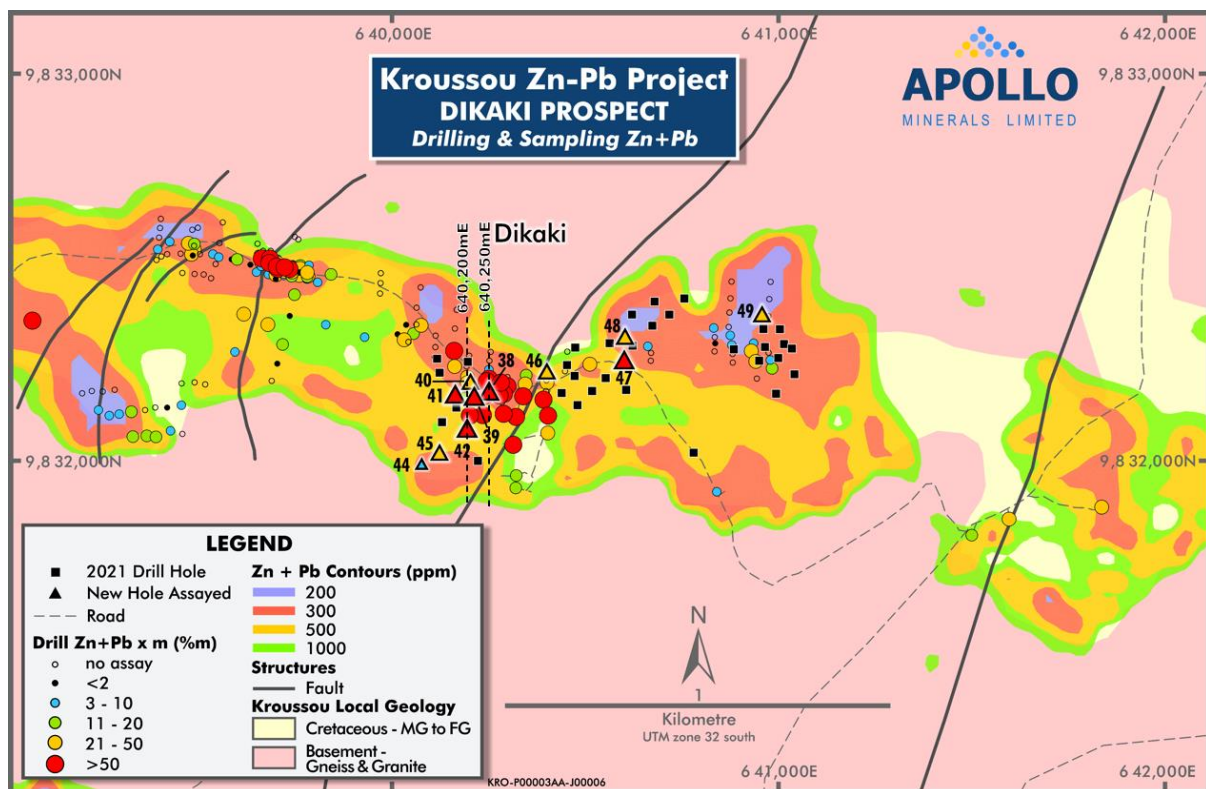 6 40,000E
6 41,000E
6 42,000E
9,8 33,000N
9,8 33,000N
Kroussou Zn-Pb Project
DIKAKI PROSPECT
Drilling & Sampling Zn+Pb
APOLLO
MINERALS LIMITED
640,200mE
640,250mE
Dikaki
49
48
47
46
38
40
41
39
42
45
44
9,8 32,000N
9,8 32,000N
LEGEND
2021 Drill Hole
New Hole Assayed
Road
Drill Zn+Pb x m (%m)
no assay
<2
3 - 10
11 - 20
21 - 50
>50
Zn + Pb Contours (ppm)
200
300
500
1000
Structures
Fault
Kroussou Local Geology
Cretaceous - MG to FG
Basement -
Gneiss & Granite
N
1
Kilometre
UTM zone 32 south
KRO-P00003AA-J00006
6 41,000E
6 42,000E